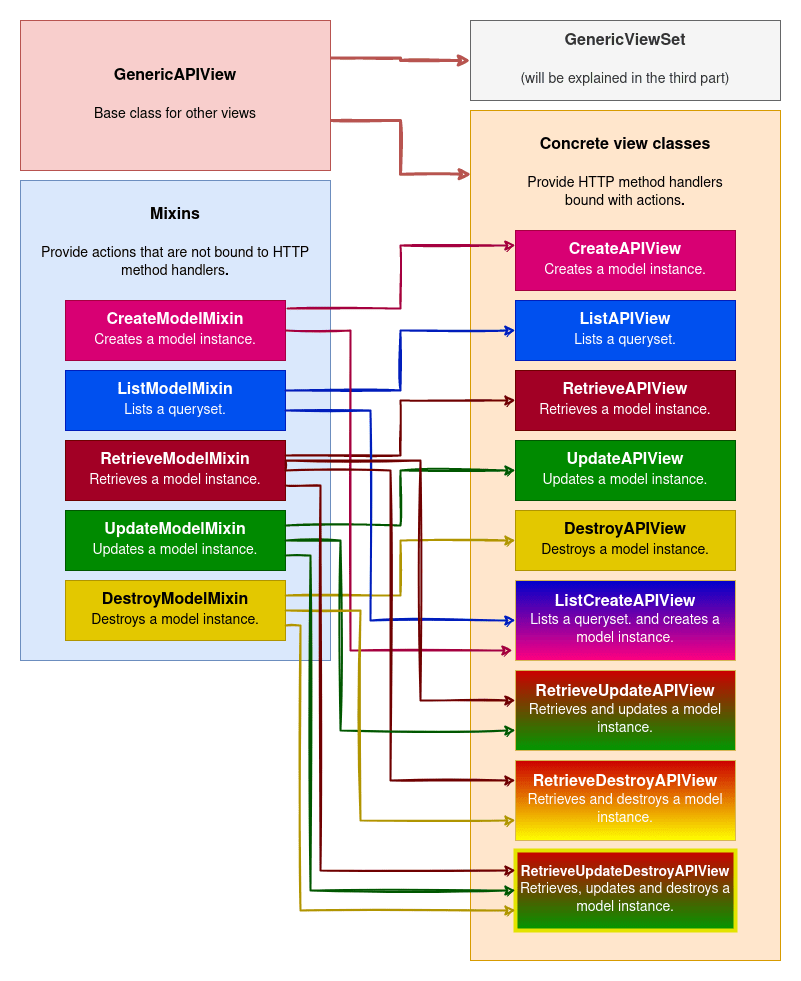 GenericAPIView
Base class for other views
GenericViewSet
(will be explained in the third part)
Mixins
Provide actions that are not bound to HTTP
method handlers.
CreateModelMixin
Creates a model instance.
ListModelMixin
Lists a queryset.
RetrieveModelMixin
Retrieves a model instance.
UpdateModelMixin
Updates a model instance.
DestroyModelMixin
Destroys a model instance.
Concrete view classes
Provide HTTP method handlers
bound with actions.
CreateAPIView
Creates a model instance.
ListAPIView
Lists a queryset.
RetrieveAPIView
Retrieves a model instance.
UpdateAPIView
Updates a model instance.
DestroyAPIView
Destroys a model instance.
ListCreateAPIView
Lists a queryset. and creates a
model instance.
RetrieveUpdateAPIView
Retrieves and updates a model
instance.
RetrieveDestroyAPIView
Retrieves and destroys a model
instance.
RetrieveUpdateDestroyAPIView
Retrieves, updates and destroys a
model instance.